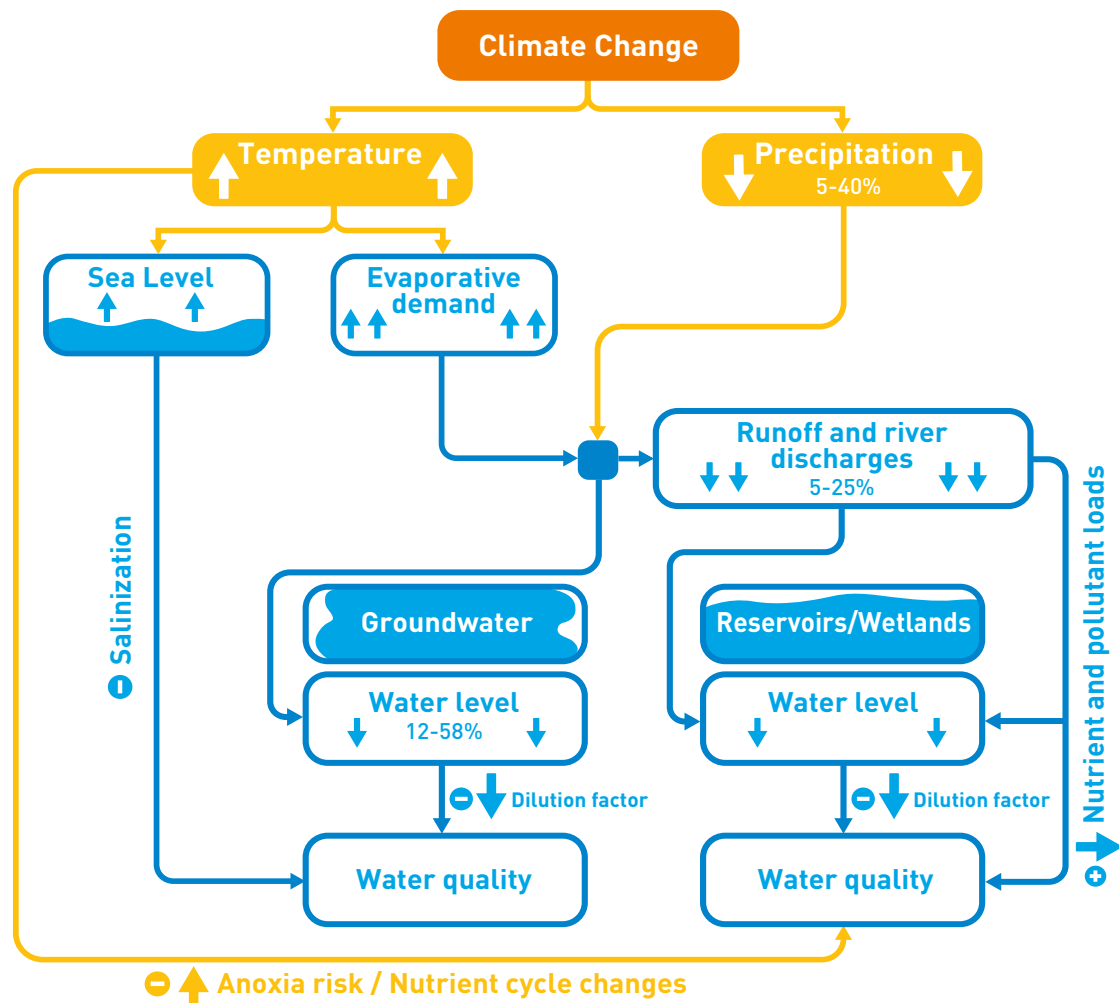 Climate Change
Temperature
Precipitation
5-40%
Sea Level
Evaporative
demand
Runoff and river
discharges
5-25%
Salinization
Nutrient and pollutant loads
Groundwater
Reservoirs/Wetlands
Water level
12-58%
Water level
Dilution factor
Dilution factor
Water quality
Water quality
Anoxia risk / Nutrient cycle changes